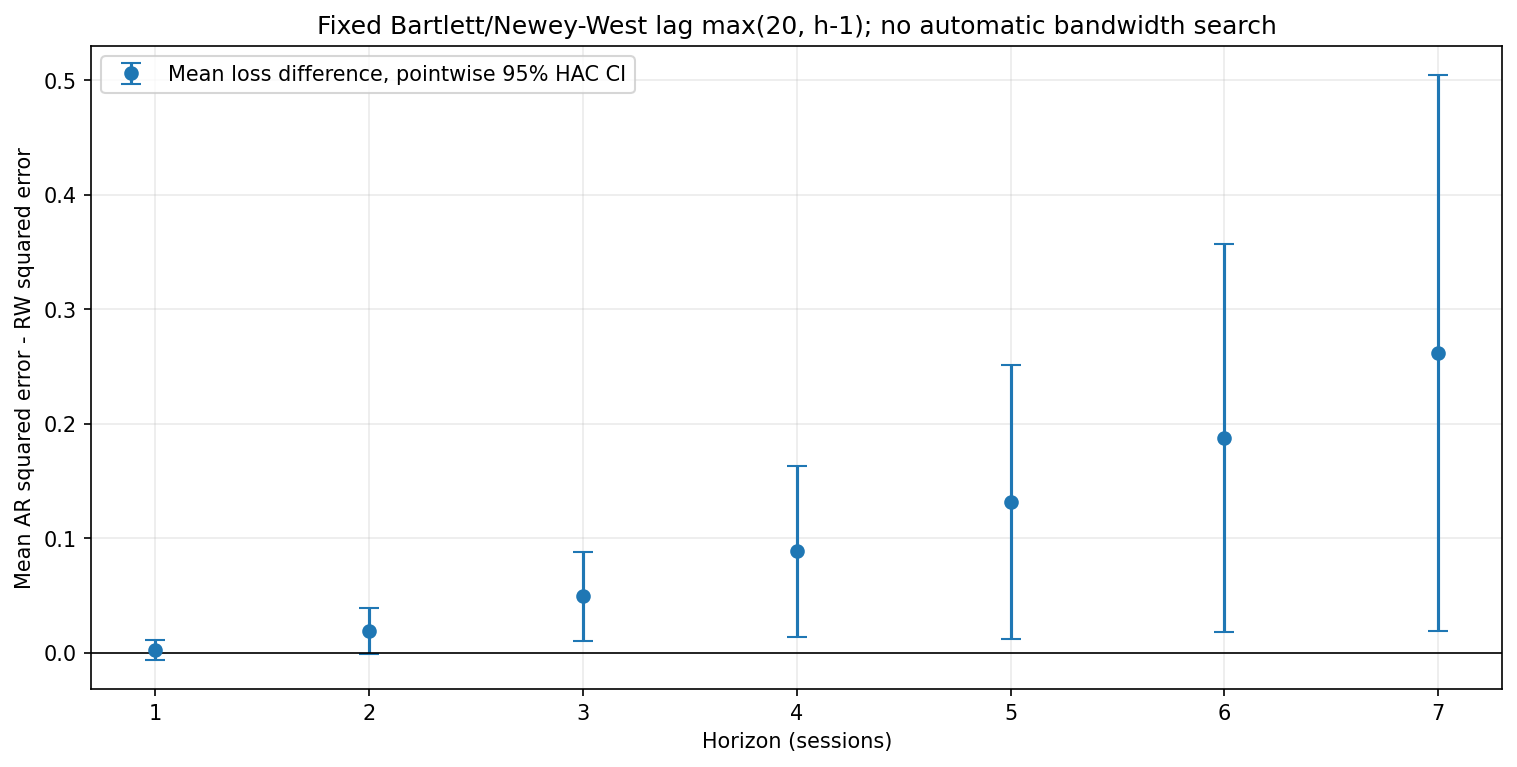 Fixed Bartlett/Newey-West lag max(20, h-1); no automatic bandwidth search
Mean loss difference, pointwise 95% HAC CI
Mean AR squared error - RW squared error
0.5
0.4
0.3
0.2
0.1
0.0
1 2 3 4 5 6 7
Horizon (sessions)